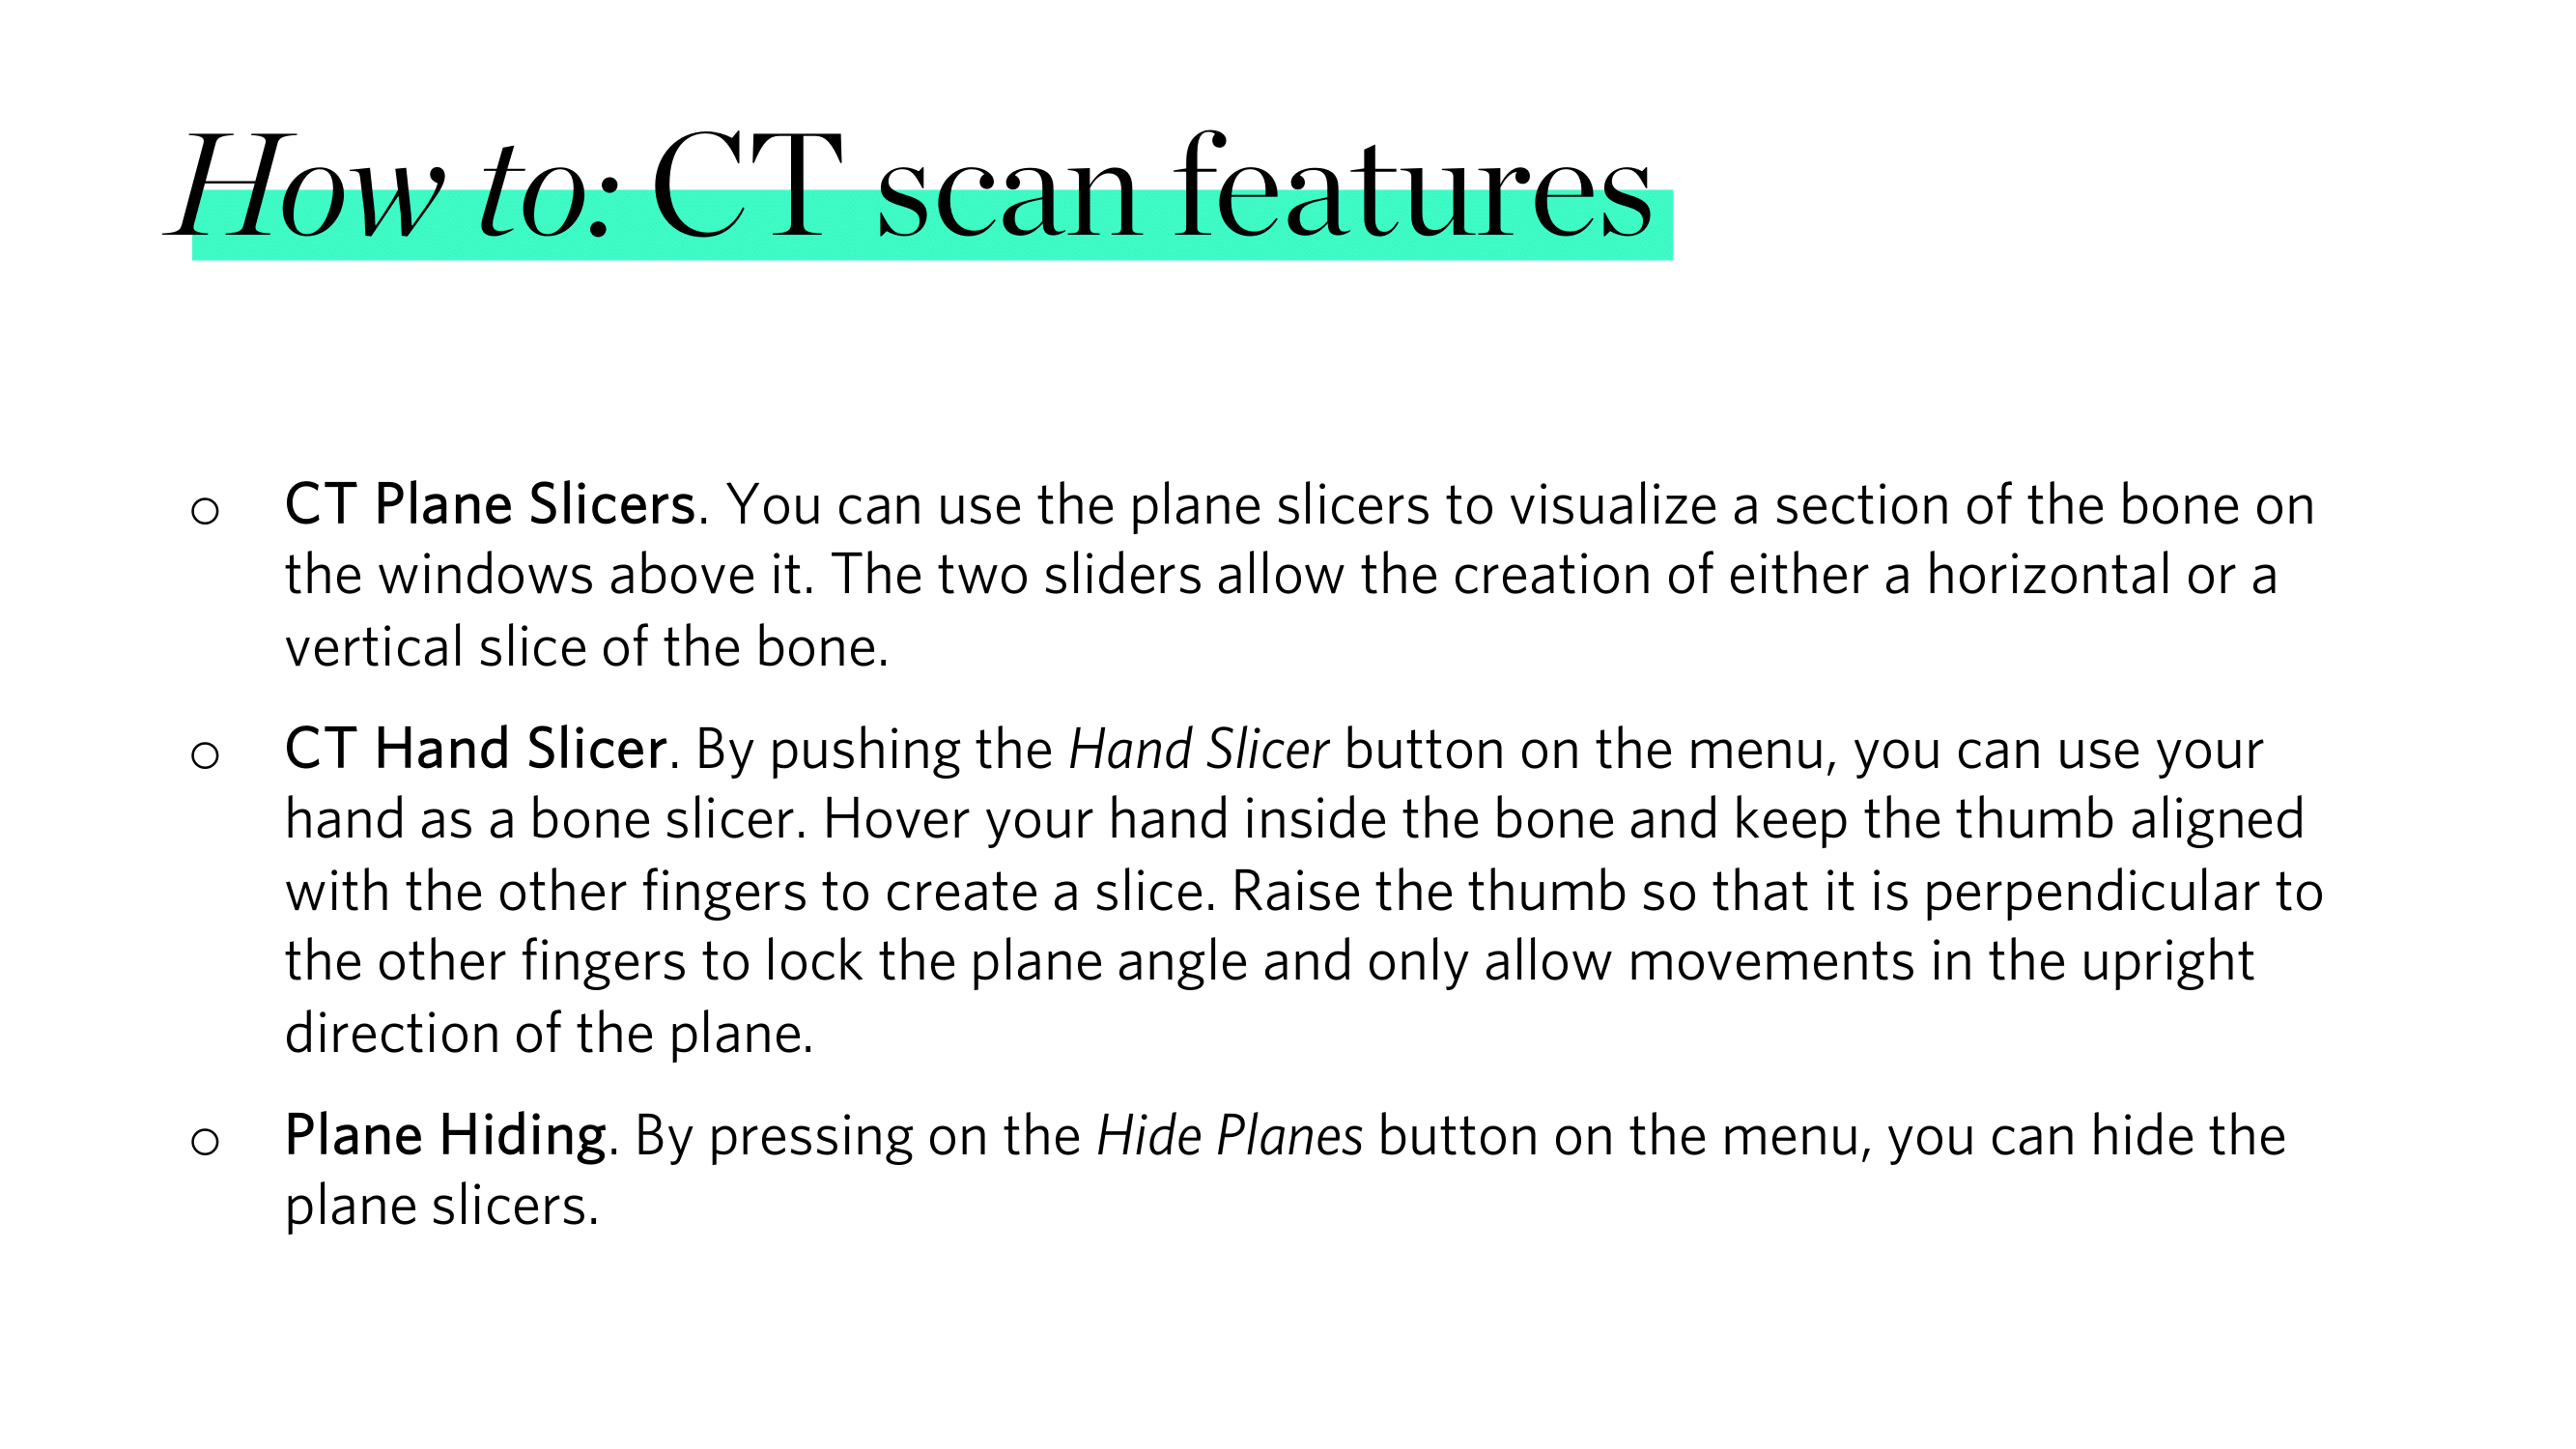 How to: CT scan features
○ CT Plane Slicers. You can use the plane slicers to visualize a section of the bone on
the windows above it. The two sliders allow the creation of either a horizontal or a
vertical slice of the bone.
○ CT Hand Slicer. By pushing the Hand Slicer button on the menu, you can use your
hand as a bone slicer. Hover your hand inside the bone and keep the thumb aligned
with the other fingers to create a slice. Raise the thumb so that it is perpendicular to
the other fingers to lock the plane angle and only allow movements in the upright
direction of the plane.
○ Plane Hiding. By pressing on the Hide Planes button on the menu, you can hide the
plane slicers.